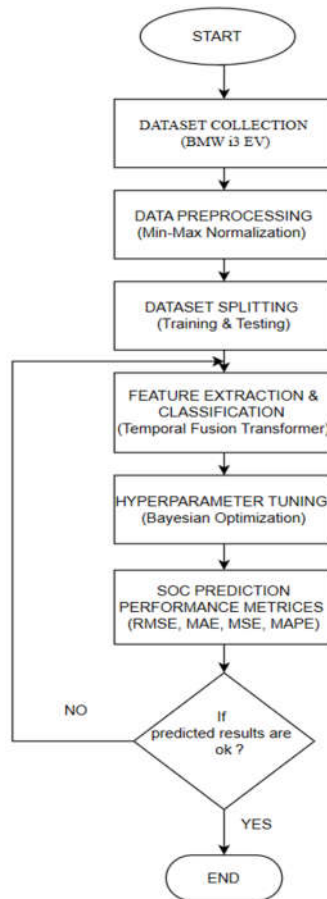 START
DATASET COLLECTION
(BMW i3 EV)
DATA PREPROCESSING
(Min-Max Normalization)
DATASET SPLITTING
(Training & Testing)
FEATURE EXTRACTION &
CLASSIFICATION
(Temporal Fusion Transformer)
HYPERPARAMETER TUNING
(Bayesian Optimization)
SOC PREDICTION
PERFORMANCE METRICES
(RMSE, MAE, MSE, MAPE)
If
predicted results are
ok ?
NO
YES
END